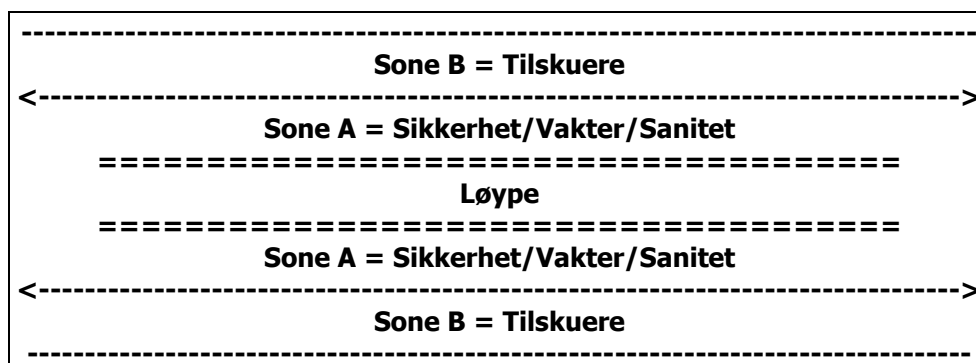 Sone B = Tilskuere
Sone A = Sikkerhet/Vakter/Sanitet
Løype
Sone A = Sikkerhet/Vakter/Sanitet
Sone B = Tilskuere